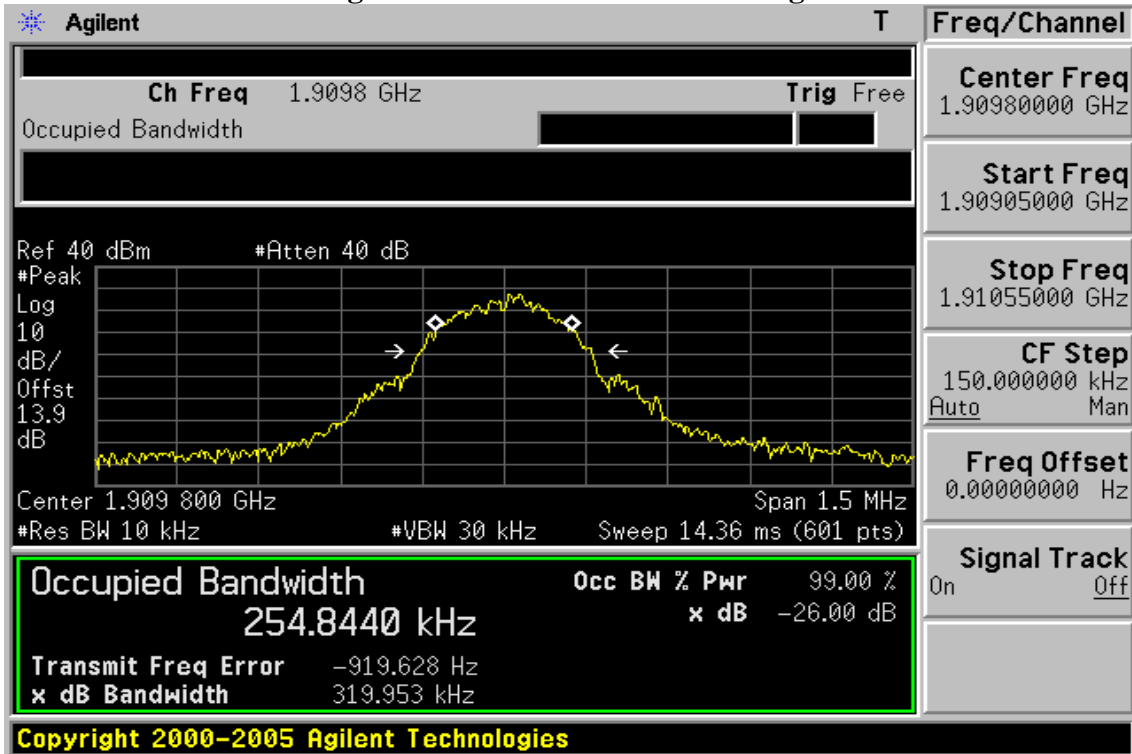 Agilent T Freq/Channel
Ch Freq 1.9098 GHz Trig Free
Occupied Bandwidth
Center Freq
1.90980000 GHz
Start Freq
1.90905000 GHz
Stop Freq
1.91055000 GHz
CF Step
150.000000 kHz
Auto Man
Freq Offset
0.00000000 Hz
Signal Track
On Off
Ref 40 dBm #Atten 40 dB
#Peak
Log
10
dB/
Offst
13.9
dB
Center 1.909 800 GHz Span 1.5 MHz
#Res BW 10 kHz #VBW 30 kHz Sweep 14.36 ms (601 pts)
Occupied Bandwidth Occ BW % Pwr 99.00 %
254.8440 kHz x dB -26.00 dB
Transmit Freq Error -919.628 Hz
x dB Bandwidth 319.953 kHz
Copyright 2000-2005 Agilent Technologies